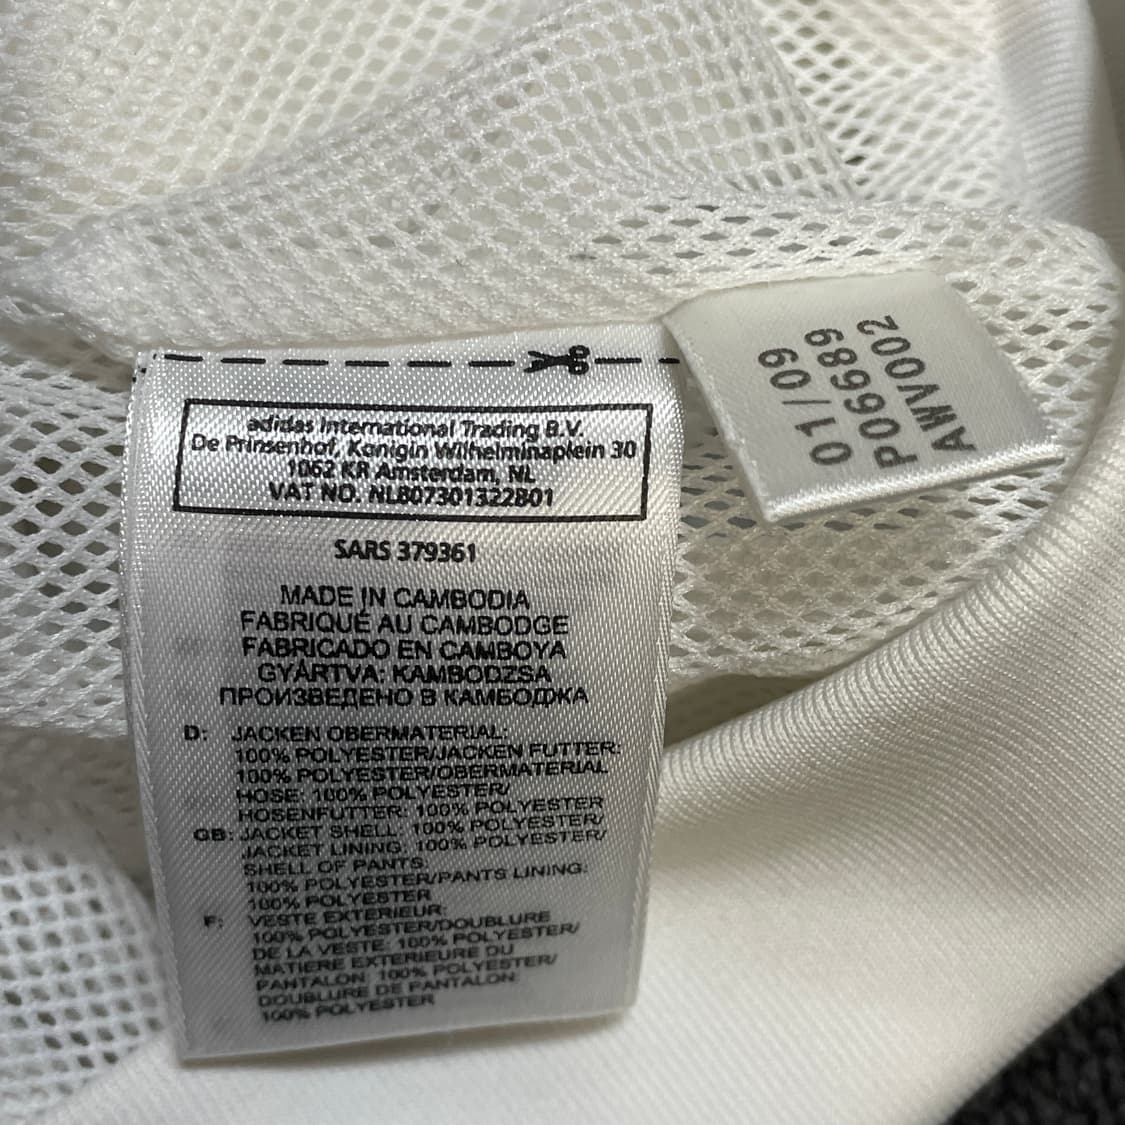 adidas International Trading B.V.
De Prinsenhof, Konigin Wilhelminaplein 30
1062 KR Amsterdam, NL
VAT NO. NL807301322B01
SARS 379361
MADE IN CAMBODIA
FABRIQUÉ AU CAMBODGE
FABRICADO EN CAMBOYA
GYÁRTVA: KAMBODZSA
ПРОИЗВЕДЕНО В КАМБОДЖА
D: JACKEN OBERMATERIAL:
100% POLYESTER/JACKEN FUTTER:
100% POLYESTER/OBERMATERIAL
HOSE: 100% POLYESTER/
HOSENFUTTER: 100% POLYESTER
GB: JACKET SHELL: 100% POLYESTER/
JACKET LINING: 100% POLYESTER/
SHELL OF PANTS:
100% POLYESTER/PANTS LINING:
100% POLYESTER
F: VESTE EXTERIEUR:
100% POLYESTER/DOUBLURE
DE LA VESTE: 100% POLYESTER/
MATIERE EXTERIEURE DU
PANTALON: 100% POLYESTER/
DOUBLURE DE PANTALON:
100% POLYESTER
01/09
P06689
AWV002